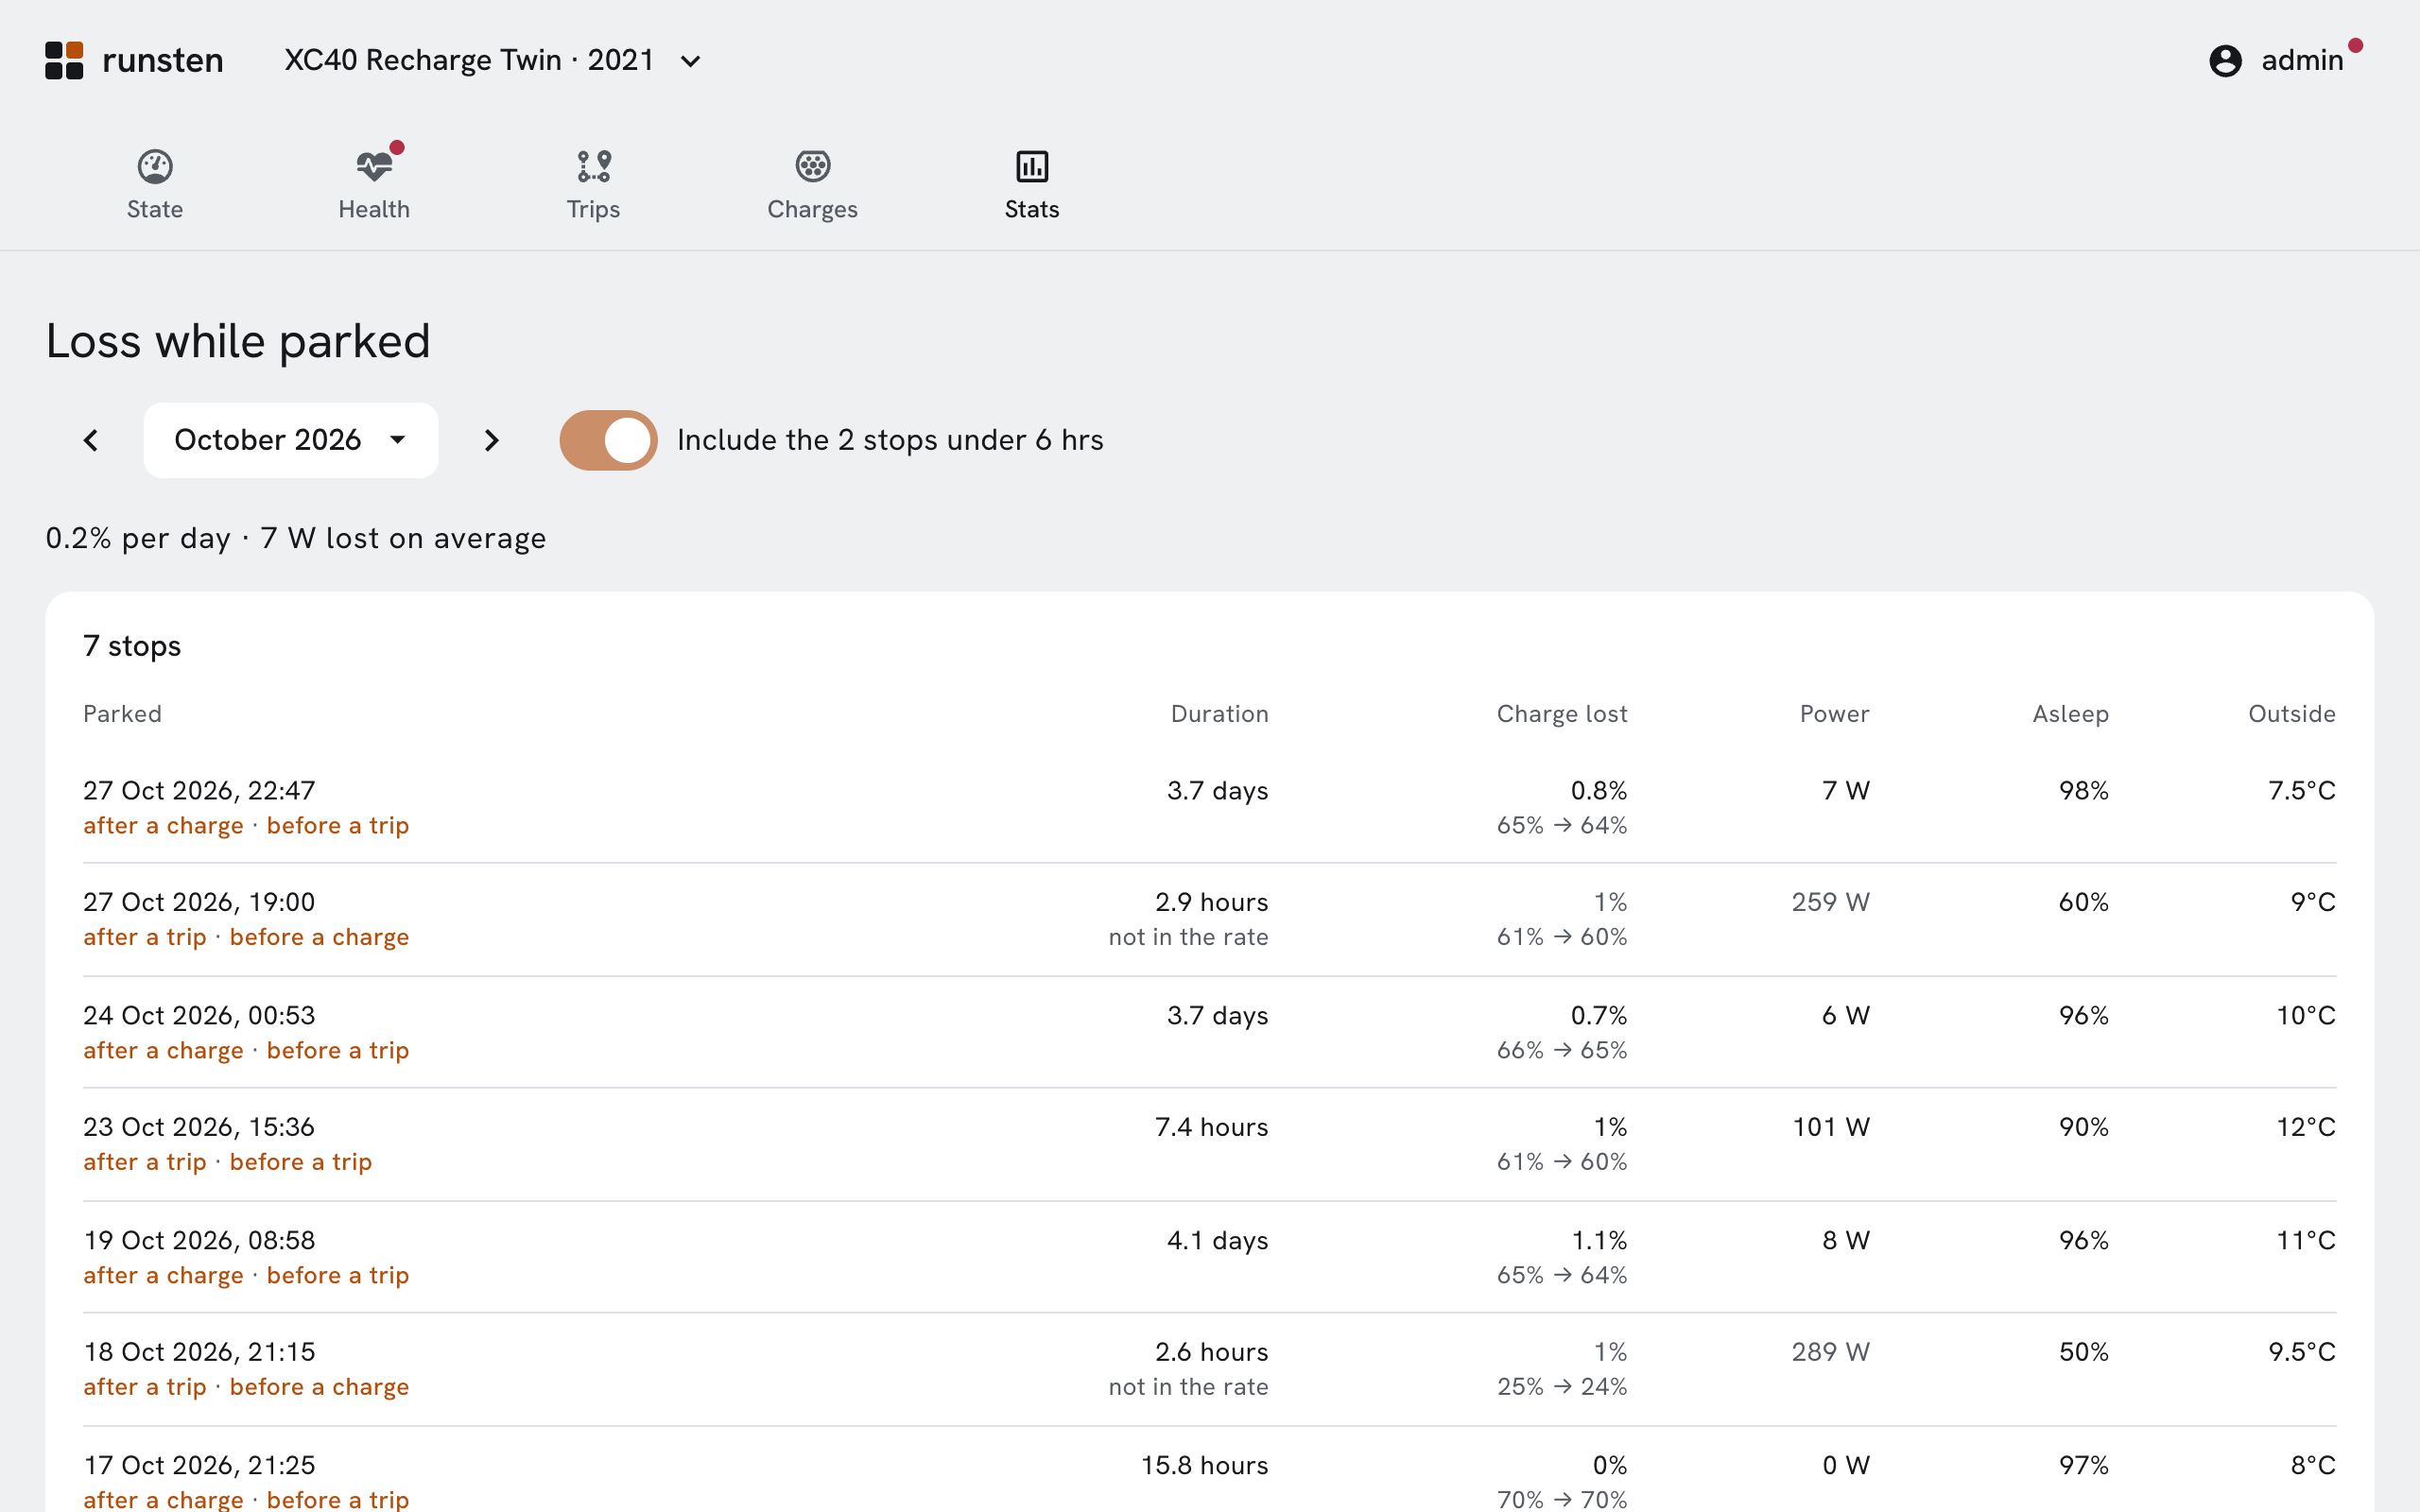 runsten
XC40 Recharge Twin · 2021
admin
State
Health
Trips
Charges
Stats
Loss while parked
October 2026
Include the 2 stops under 6 hrs
0.2% per day · 7 W lost on average
7 stops
Parked Duration Charge lost Power Asleep Outside
27 Oct 2026, 22:47 3.7 days 0.8% 7 W 98% 7.5°C
after a charge · before a trip 65% → 64%
27 Oct 2026, 19:00 2.9 hours 1% 259 W 60% 9°C
after a trip · before a charge not in the rate 61% → 60%
24 Oct 2026, 00:53 3.7 days 0.7% 6 W 96% 10°C
after a charge · before a trip 66% → 65%
23 Oct 2026, 15:36 7.4 hours 1% 101 W 90% 12°C
after a trip · before a trip 61% → 60%
19 Oct 2026, 08:58 4.1 days 1.1% 8 W 96% 11°C
after a charge · before a trip 65% → 64%
18 Oct 2026, 21:15 2.6 hours 1% 289 W 50% 9.5°C
after a trip · before a charge not in the rate 25% → 24%
17 Oct 2026, 21:25 15.8 hours 0% 0 W 97% 8°C
after a charge · before a trip 70% → 70%